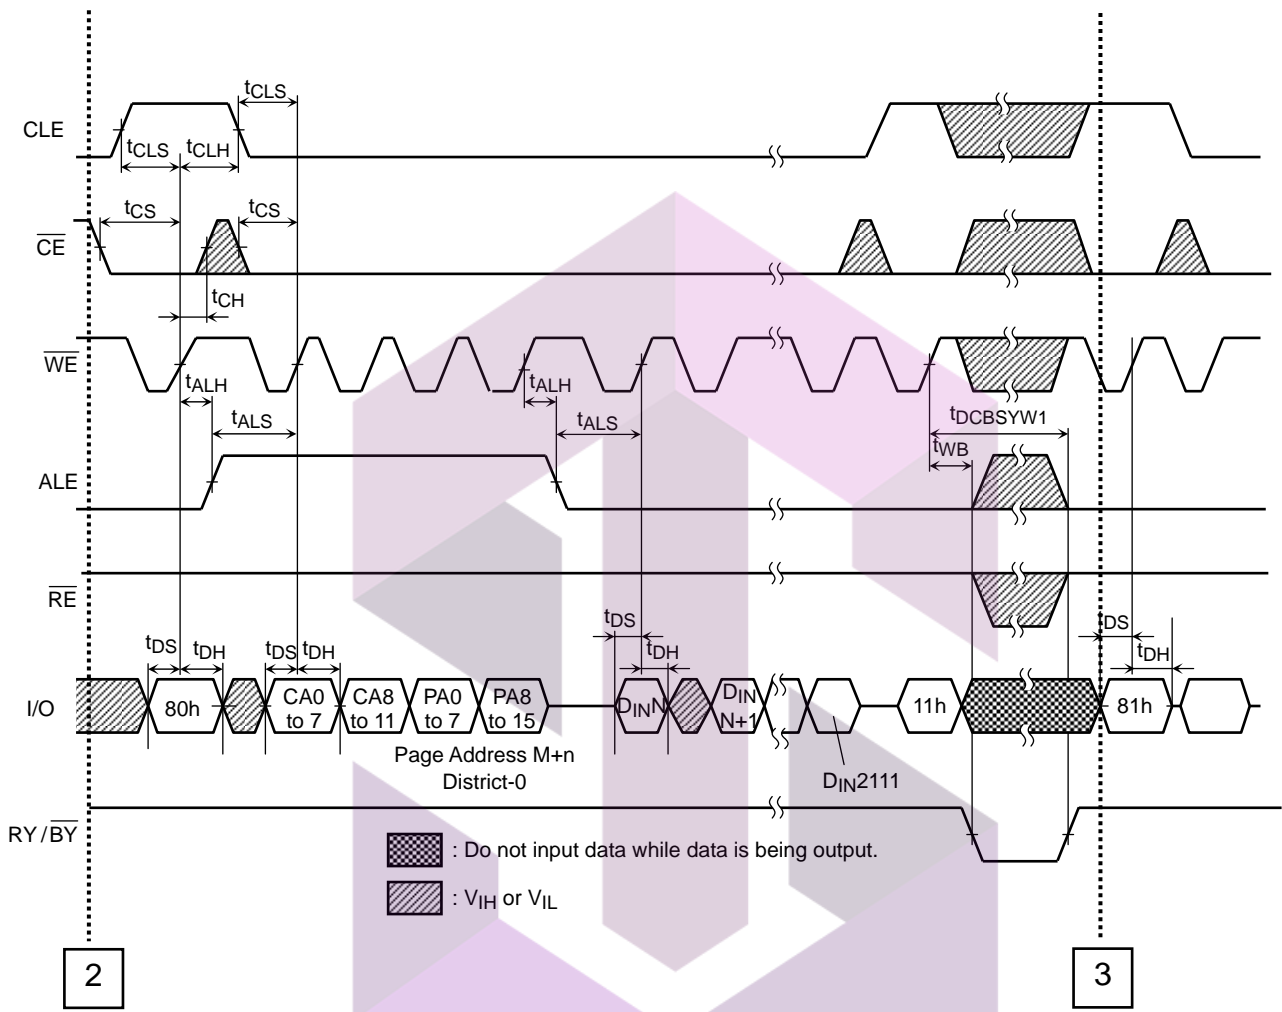 tCLS
CLE
tCLS
tCLH
tCS
tCS
CE
tCH
WE
tALH
tALH
tALS
tALS
tDCBSYW1
tWB
ALE
RE
tDS
tDH
tDS
tDH
tDS
tDH
DS
tDH
I/O
80h
CA0
to 7
CA8
to 11
PA0
to 7
PA8
to 15
DINN
DIN
N+1
11h
81h
Page Address M+n
District-0
DIN2111
RY/BY
: Do not input data while data is being output.
: VIH or VIL
2
3